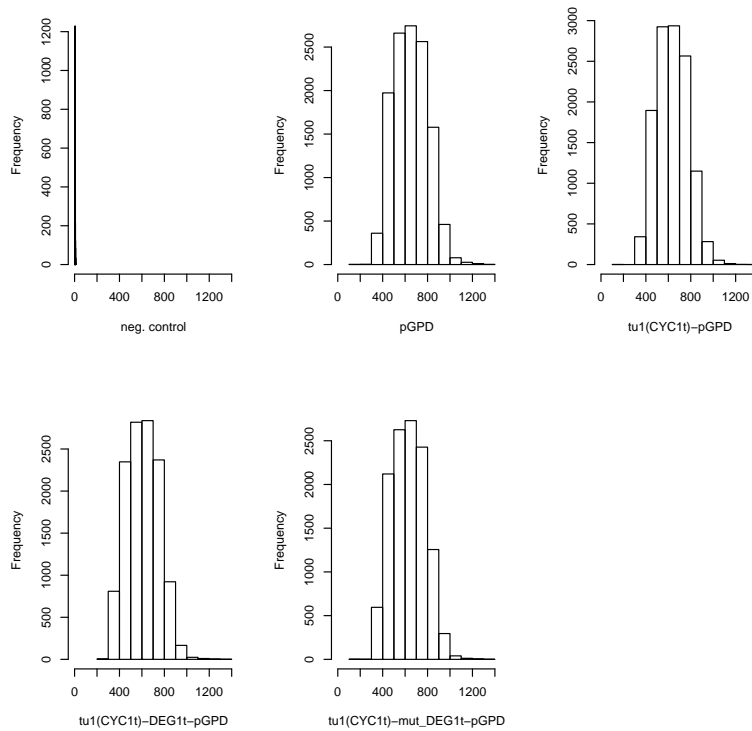 Frequency
0 200 400 600 800 1000 1200
0 400 800 1200
neg. control
Frequency
0 500 1000 1500 2000 2500
0 400 800 1200
pGPD
Frequency
0 500 1000 1500 2000 2500 3000
0 400 800 1200
tu1(CYC1t)−pGPD
Frequency
0 500 1000 1500 2000 2500
0 400 800 1200
tu1(CYC1t)−DEG1t−pGPD
Frequency
0 500 1000 1500 2000 2500
0 400 800 1200
tu1(CYC1t)−mut_DEG1t−pGPD